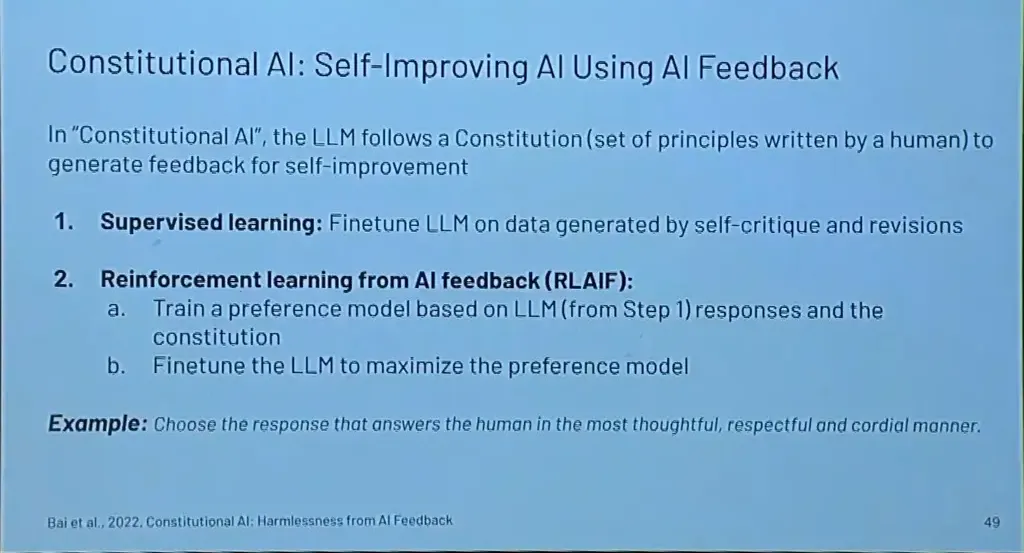 Constitutional AI: Self-Improving AI Using AI Feedback
In "Constitutional AI", the LLM follows a Constitution (set of principles written by a human) to
generate feedback for self-improvement
1. Supervised learning: Finetune LLM on data generated by self-critique and revisions
2. Reinforcement learning from AI feedback (RLAIF):
a. Train a preference model based on LLM (from Step 1) responses and the
constitution
b. Finetune the LLM to maximize the preference model
Example: Choose the response that answers the human in the most thoughtful, respectful and cordial manner.
Bai et al., 2022, Constitutional AI: Harmlessness from AI Feedback
49